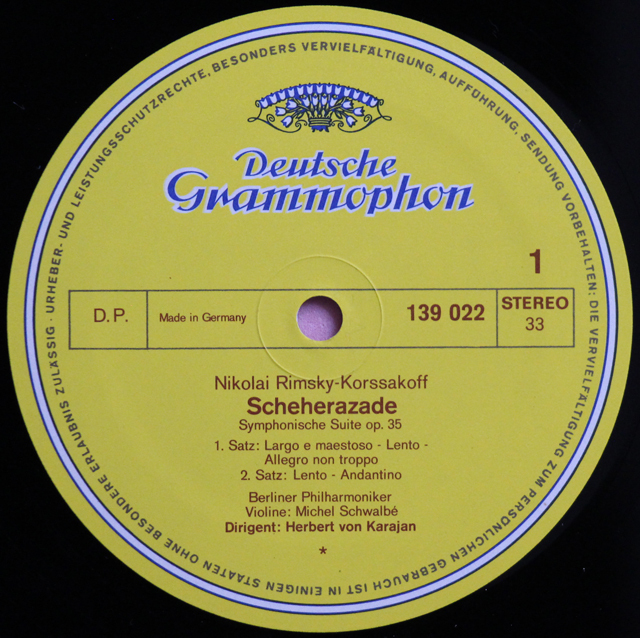 URHEBER- UND LEISTUNGSSCHUTZRECHTE, BESONDERS VERVIELFÄLTIGUNG, AUFFÜHRUNG, SENDUNG VORBEHALTEN: DIE VERVIELFÄLTIGUNG ZUM PERSÖNLICHEN GEBRAUCH IST IN EINIGEN STAATEN OHNE BESONDERE ERLAUBNIS ZULÄSSIG ·
Deutsche
Grammophon
1
D.P.
Made in Germany
139 022
STEREO
33
Nikolai Rimsky-Korssakoff
Scheherazade
Symphonische Suite op. 35
1. Satz: Largo e maestoso - Lento -
Allegro non troppo
2. Satz: Lento - Andantino
Berliner Philharmoniker
Violine: Michel Schwalbé
Dirigent: Herbert von Karajan
*